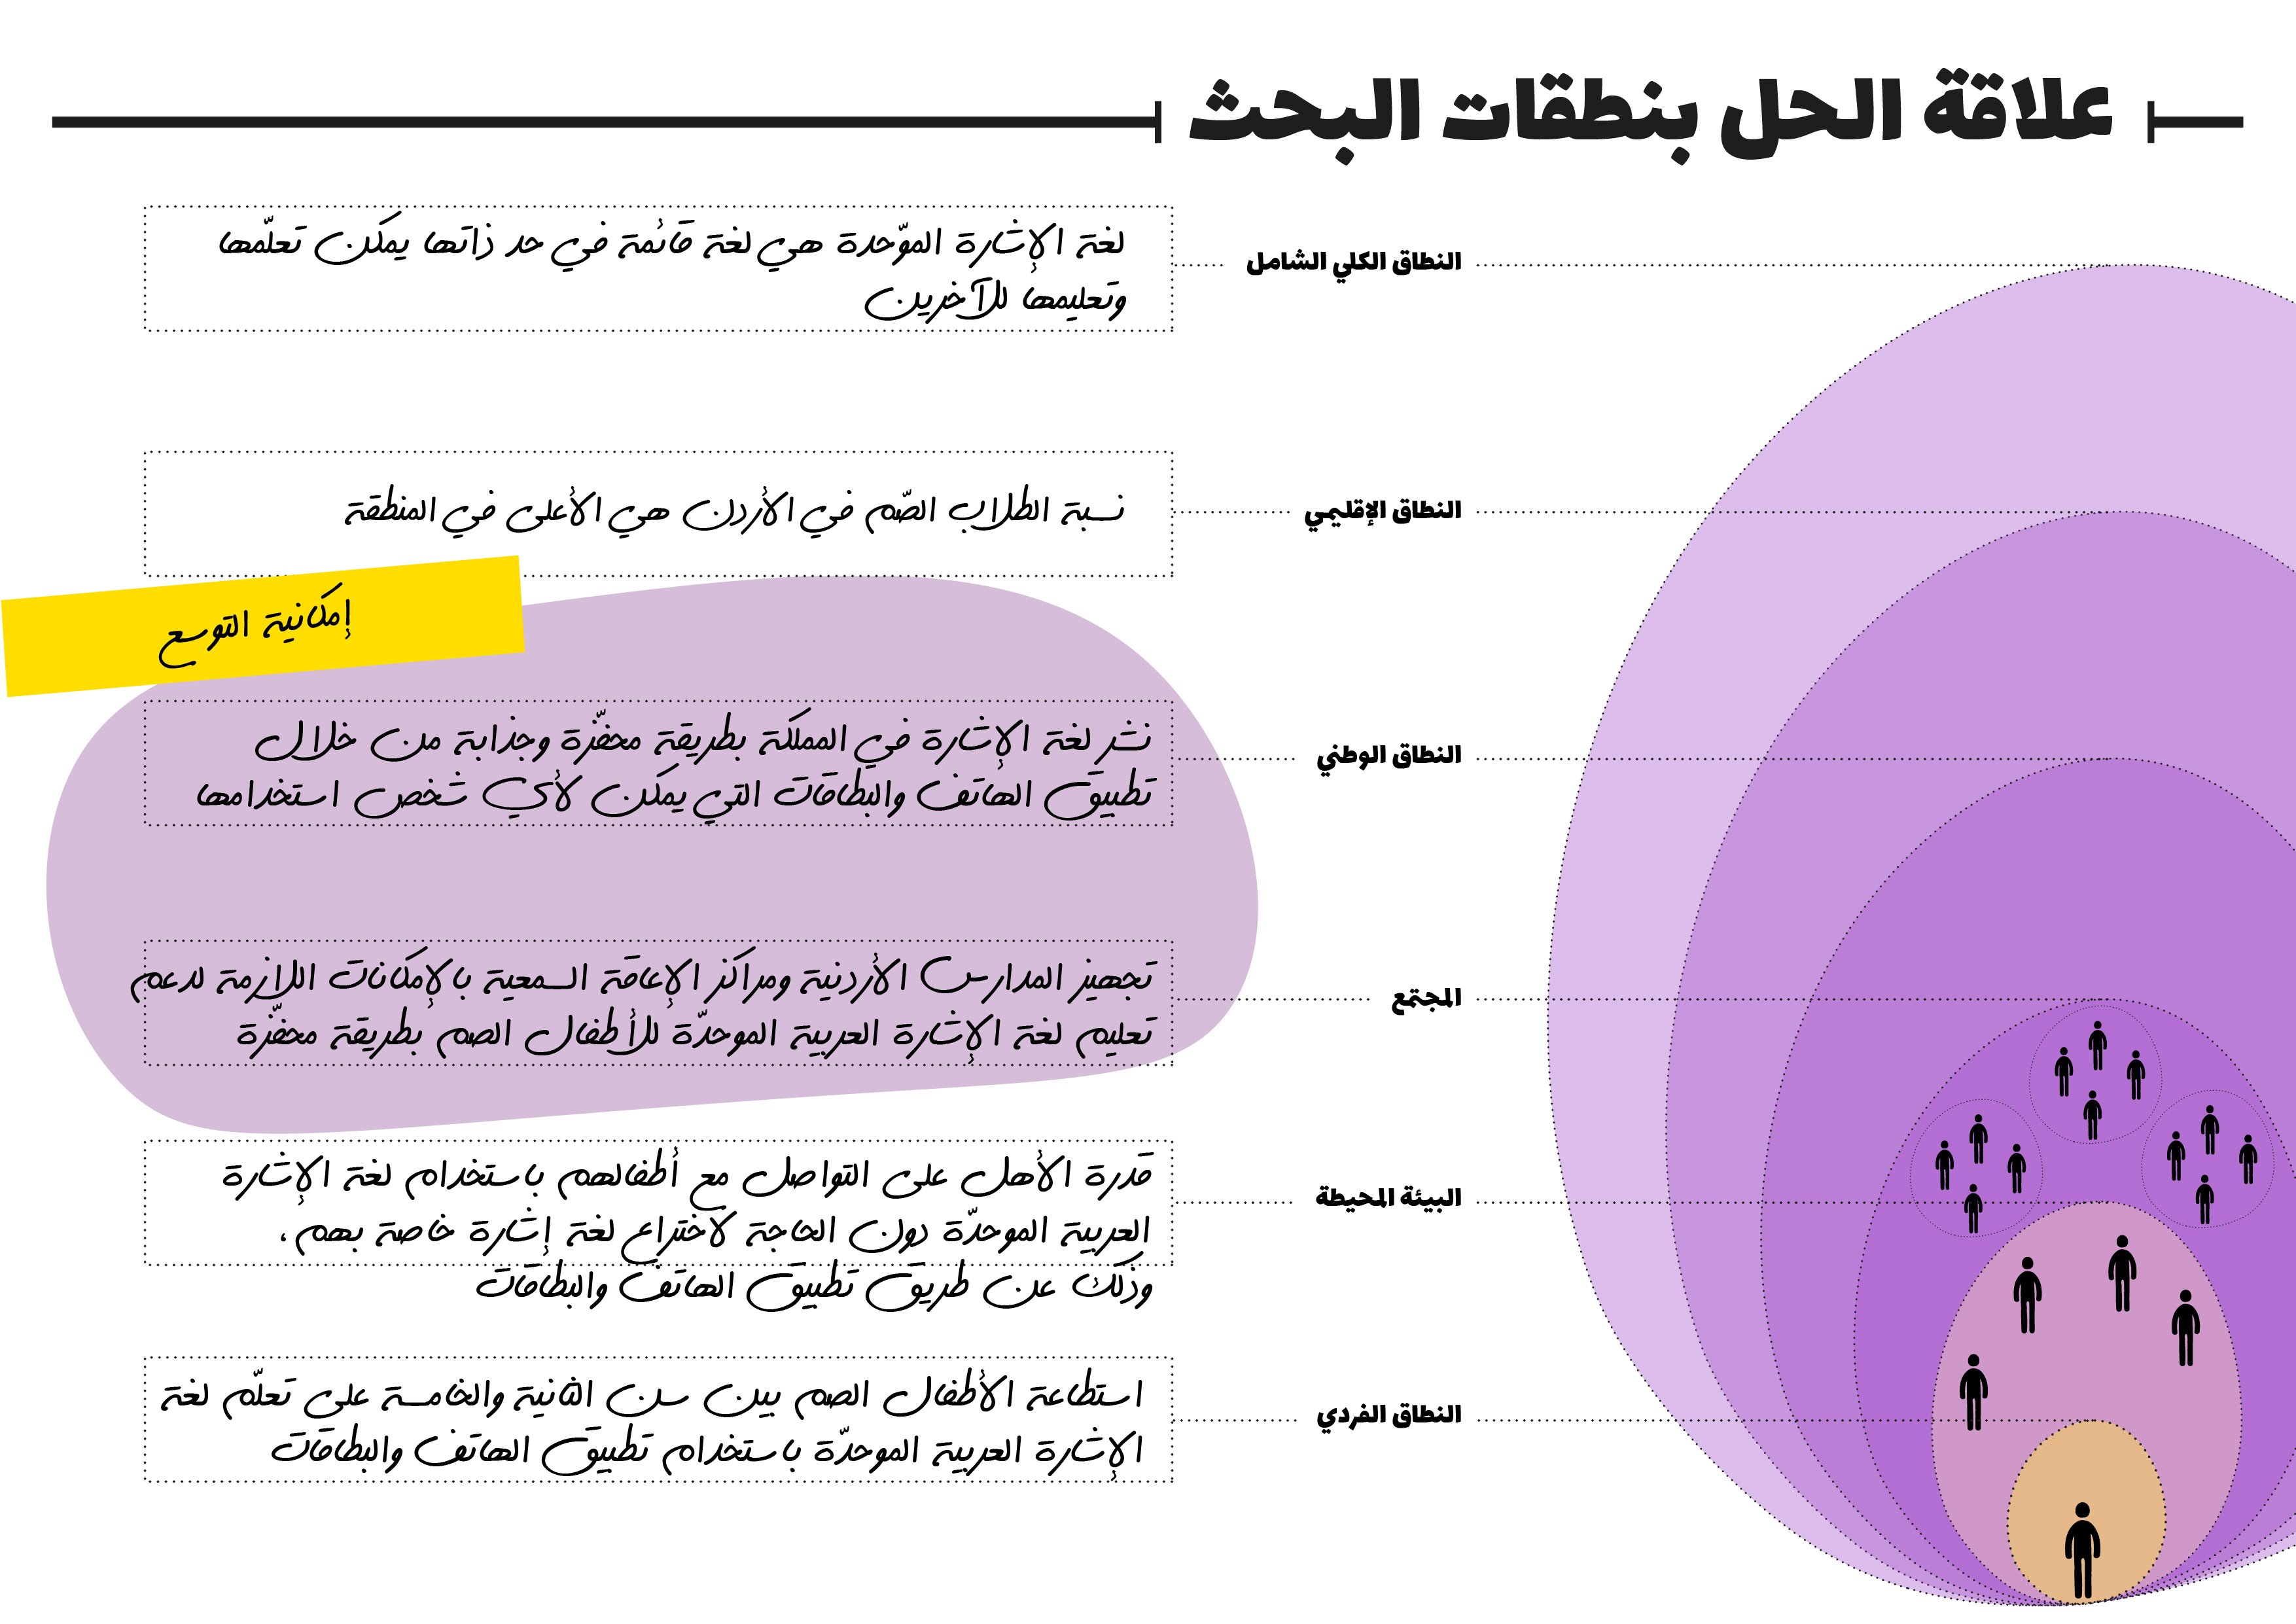 علاقة الحل بنطقات البحث
النطاق الكلي الشامل
لغة الإشارة الموّحدة هي لغة قائمة في حد ذاتها يمكن تعلّمها
وتعليمها للآخرين
النطاق الإقليمي
نسبة الطلاب الصّم في الأردن هي الأعلى في المنطقة
إمكانية التوسع
النطاق الوطني
نشر لغة الإشارة في المملكة بطريقة محفّزة وجذابة من خلال
تطبيق الهاتف والبطاقات التي يمكن لأي شخص استخدامها
المجتمع
تجهيز المدارس الأردنية ومراكز الإعاقة السمعية بالإمكانات اللازمة لدعم
تعليم لغة الإشارة العربية الموحدّة للأطفال الصم بطريقة محفّزة
البيئة المحيطة
قدرة الأهل على التواصل مع أطفالهم باستخدام لغة الإشارة
العربية الموحدّة دون الحاجة لاختراع لغة إشارة خاصة بهم،
وذلك عن طريق تطبيق الهاتف والبطاقات
النطاق الفردي
استطاعة الأطفال الصم بين سن الثانية والخامسة على تعلّم لغة
الإشارة العربية الموحدّة باستخدام تطبيق الهاتف والبطاقات